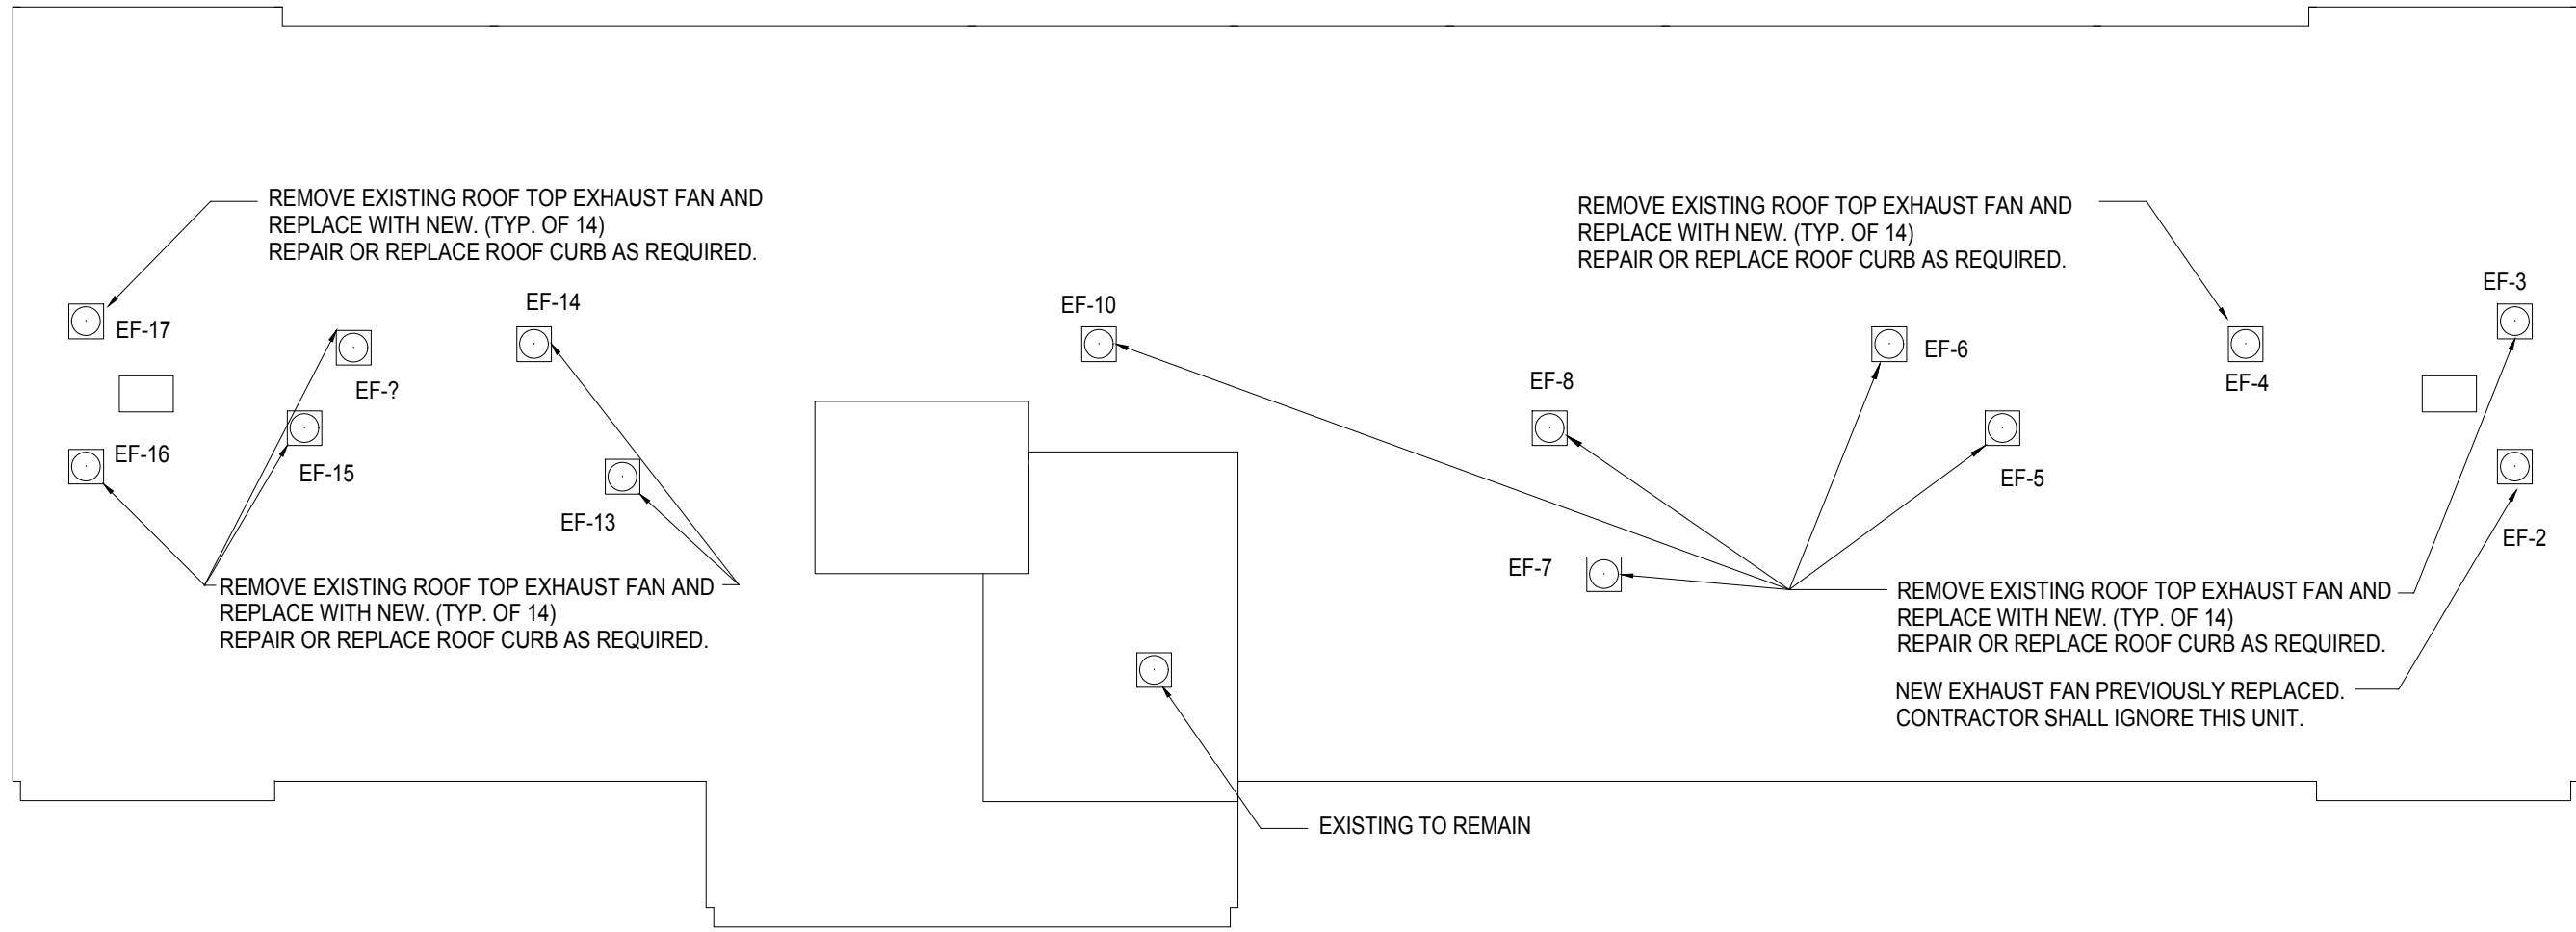 REMOVE EXISTING ROOF TOP EXHAUST FAN AND
REPLACE WITH NEW. (TYP. OF 14)
REPAIR OR REPLACE ROOF CURB AS REQUIRED.
REMOVE EXISTING ROOF TOP EXHAUST FAN AND
REPLACE WITH NEW. (TYP. OF 14)
REPAIR OR REPLACE ROOF CURB AS REQUIRED.
EF-17
EF-14
EF-10
EF-6
EF-3
EF-?
EF-8
EF-4
EF-16
EF-15
EF-13
EF-5
EF-2
EF-7
REMOVE EXISTING ROOF TOP EXHAUST FAN AND
REPLACE WITH NEW. (TYP. OF 14)
REPAIR OR REPLACE ROOF CURB AS REQUIRED.
REMOVE EXISTING ROOF TOP EXHAUST FAN AND
REPLACE WITH NEW. (TYP. OF 14)
REPAIR OR REPLACE ROOF CURB AS REQUIRED.
NEW EXHAUST FAN PREVIOUSLY REPLACED.
CONTRACTOR SHALL IGNORE THIS UNIT.
EXISTING TO REMAIN